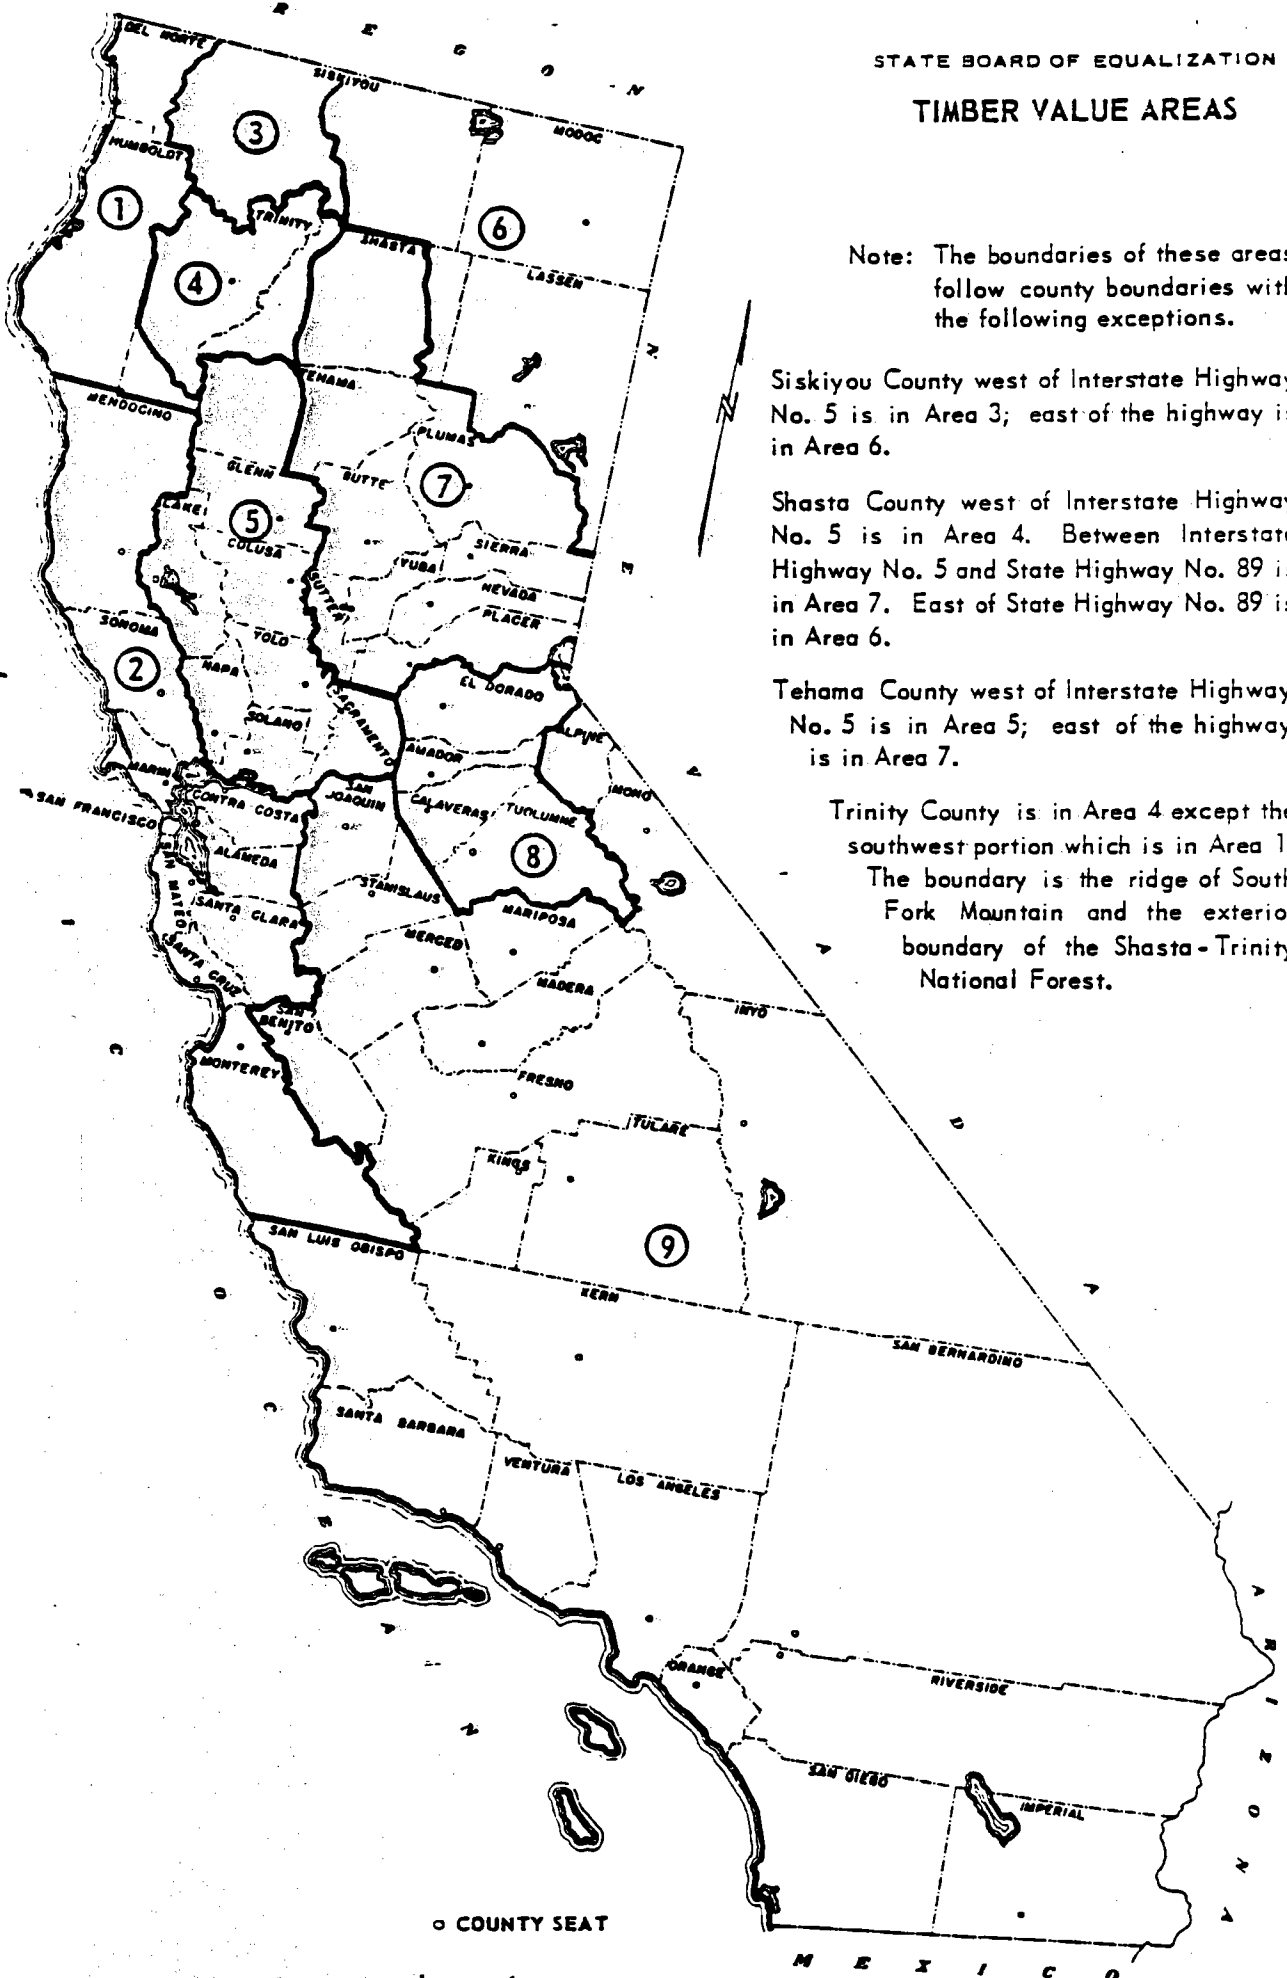 STATE BOARD OF EQUALIZATION
TIMBER VALUE AREAS
Note: The boundaries of these areas
follow county boundaries with
the following exceptions.
Siskiyou County west of Interstate Highway
No. 5 is in Area 3; east of the highway is
in Area 6.
Shasta County west of Interstate Highway
No. 5 is in Area 4. Between Interstate
Highway No. 5 and State Highway No. 89 is
in Area 7. East of State Highway No. 89 is
in Area 6.
Tehama County west of Interstate Highway
No. 5 is in Area 5; east of the highway
is in Area 7.
Trinity County is in Area 4 except the
southwest portion which is in Area 1.
The boundary is the ridge of South
Fork Mountain and the exterior
boundary of the Shasta-Trinity
National Forest.
R E G O N
DEL NORTE
SISKIYOU
MODOC
3
HUMBOLDT
1
TRINITY
6
SHASTA
LASSEN
4
TEHAMA
MENDOCINO
PLUMAS
GLENN
BUTTE
7
LAKE
5
COLUSA
SIERRA
YUBA
SUTTER
NEVADA
PLACER
SONOMA
YOLO
2
NAPA
EL DORADO
SACRAMENTO
SOLANO
ALPINE
AMADOR
MARIN
SAN JOAQUIN
MONO
CONTRA COSTA
CALAVERAS
TUOLUMNE
SAN FRANCISCO
ALAMEDA
8
SAN MATEO
STANISLAUS
SANTA CLARA
MARIPOSA
MERCED
SANTA CRUZ
MADERA
SAN BENITO
INYO
MONTEREY
FRESNO
TULARE
KINGS
9
SAN LUIS OBISPO
KERN
SAN BERNARDINO
SANTA BARBARA
VENTURA
LOS ANGELES
ORANGE
RIVERSIDE
SAN DIEGO
IMPERIAL
N E V A D A
A R I Z O N A
I C O C E A N
o COUNTY SEAT
M E X I C O